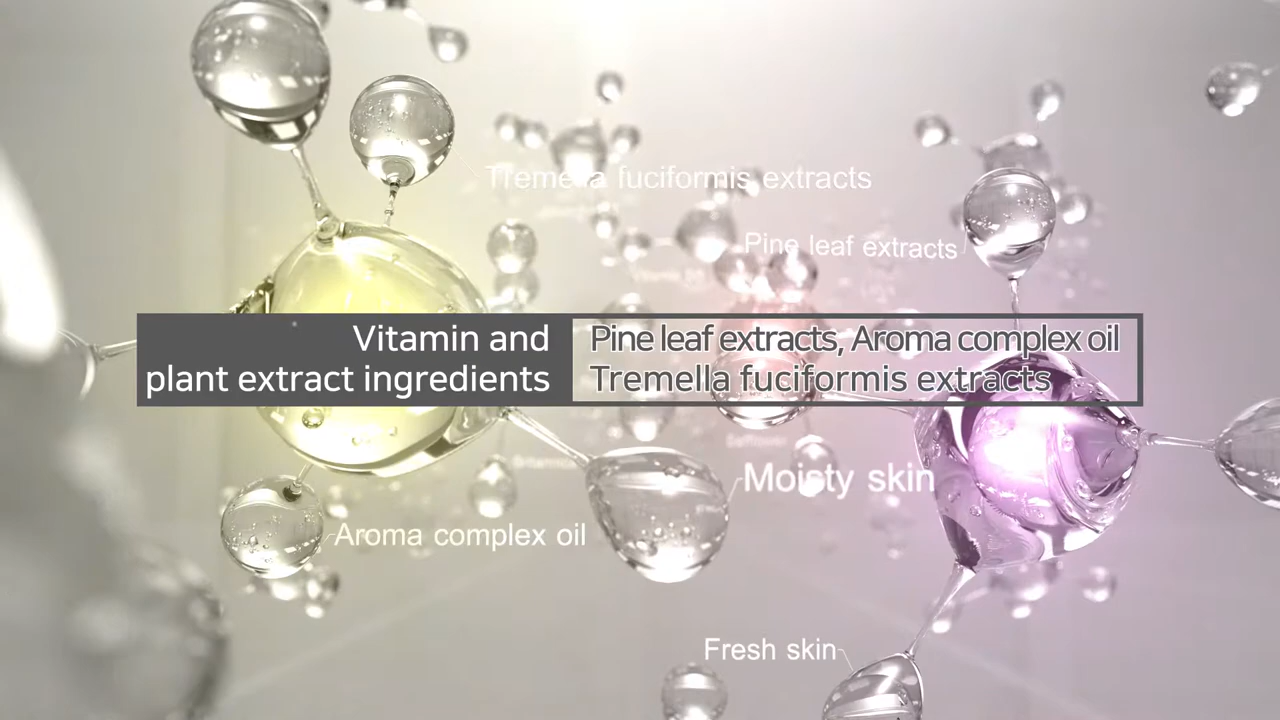 Tremella fuciformis extracts
Pine leaf extracts
Vitamin and
plant extract ingredients
Pine leaf extracts, Aroma complex oil
Tremella fuciformis extracts
Moisty skin
Aroma complex oil
Fresh skin